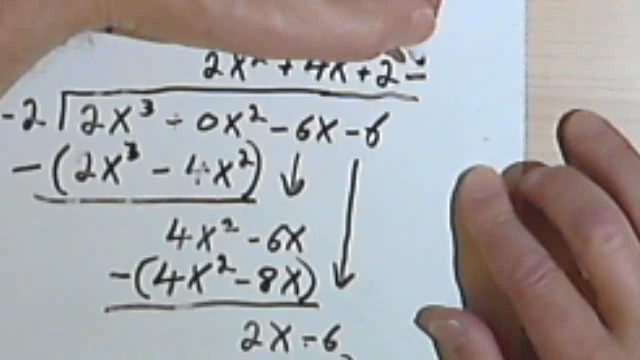 2x² + 4x + 2 -
-2 2x³ + 0x² - 6x - 6
-(2x³ - 4x²)
4x² - 6x
-(4x² - 8x)
2x - 6